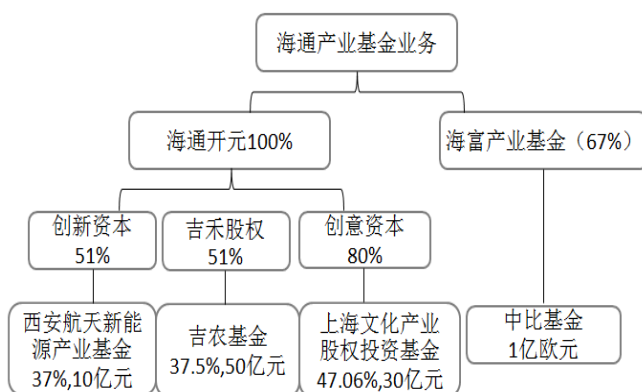 海通产业基金业务
海通开元100%
海富产业基金（67%）
创新资本
51%
吉禾股权
51%
创意资本
80%
西安航天新能
源产业基金
37%,10亿元
吉农基金
37.5%,50亿元
上海文化产业
股权投资基金
47.06%,30亿元
中比基金
1亿欧元